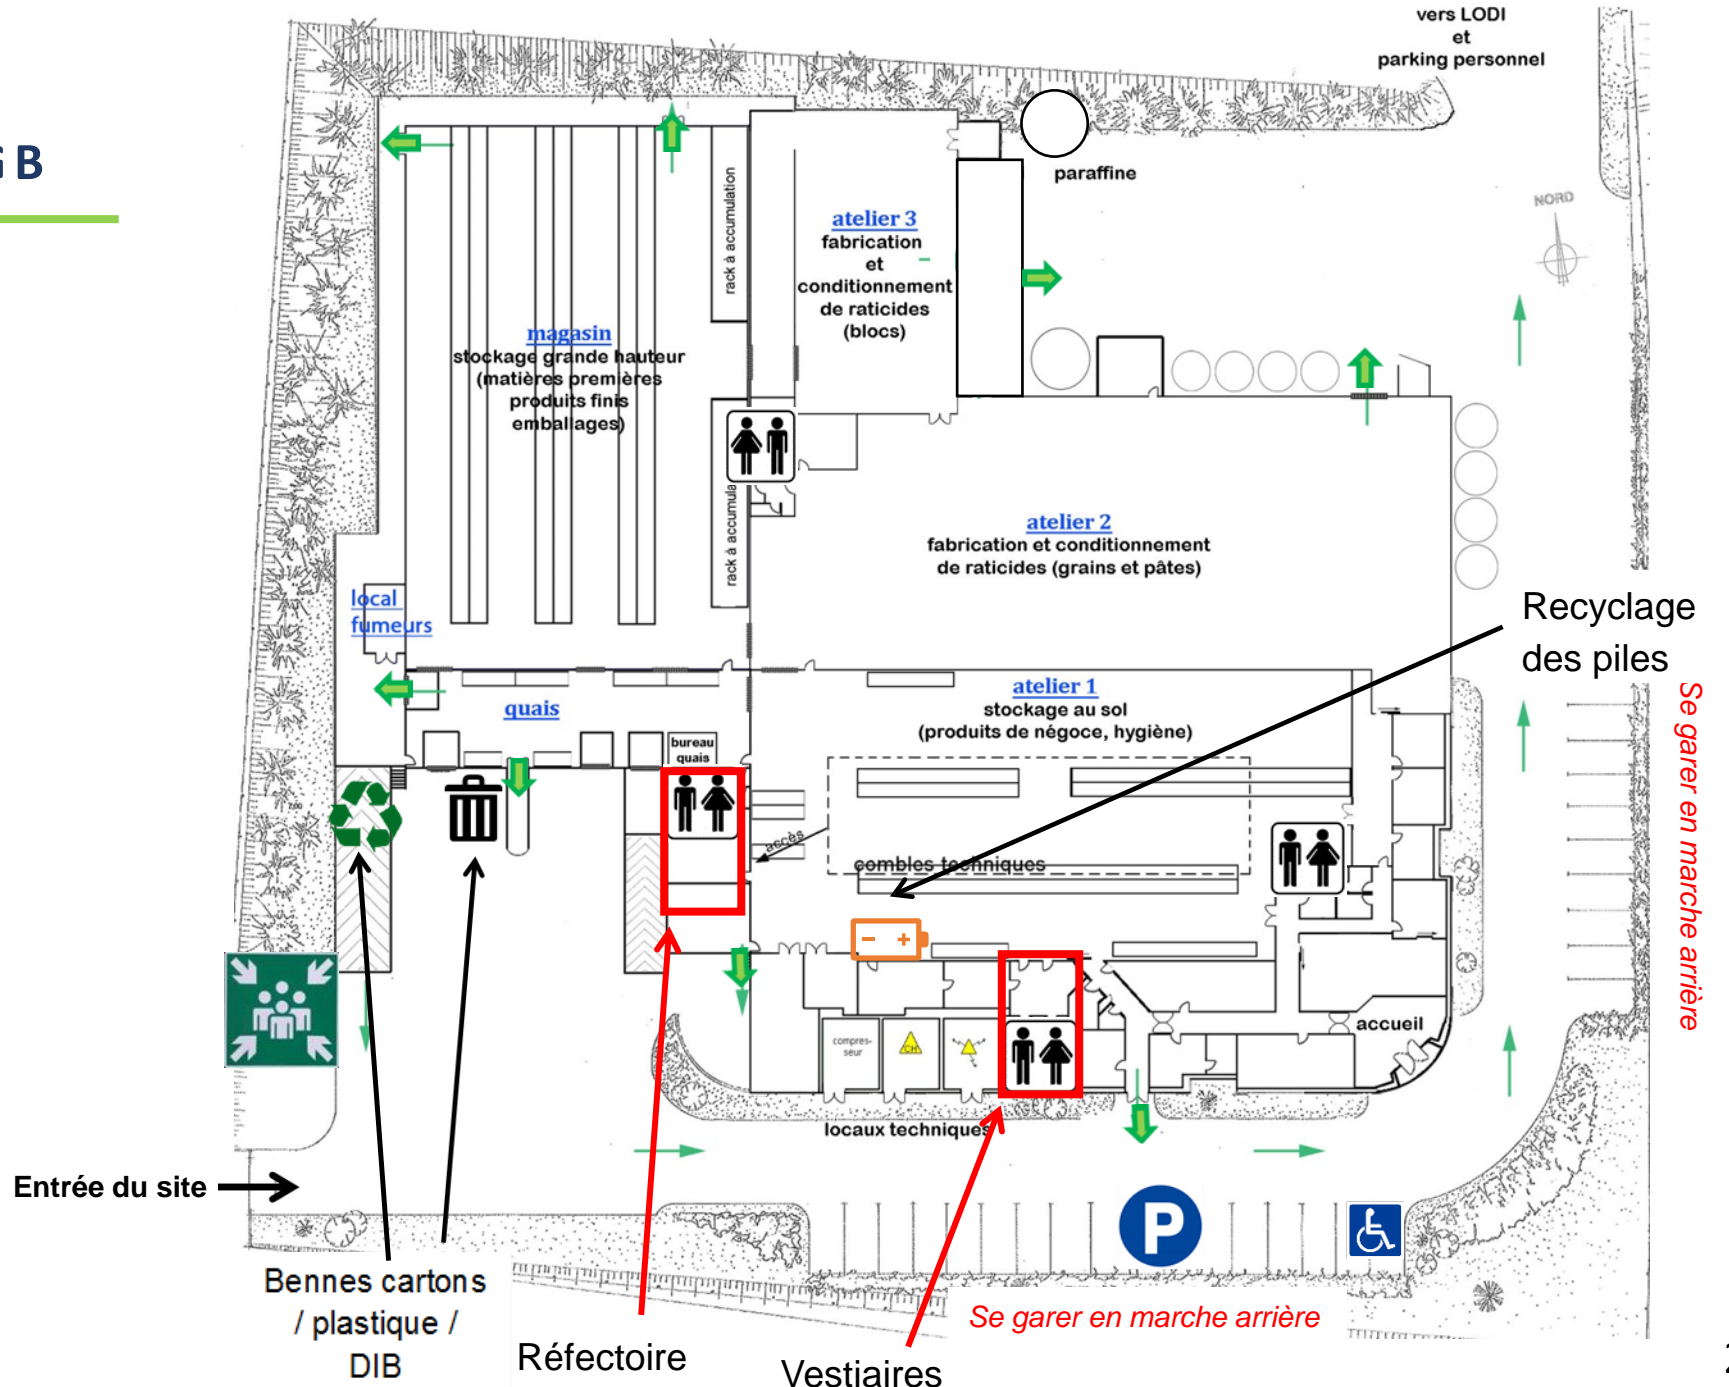 G B
vers LODI
et
parking personnel
paraffine
NORD
atelier 3
fabrication
et
conditionnement
de raticides
(blocs)
rack à accumulation
magasin
stockage grande hauteur
(matières premières
produits finis
emballages)
rack à accumula
atelier 2
fabrication et conditionnement
de raticides (grains et pâtes)
local
fumeurs
Recyclage
des piles
atelier 1
stockage au sol
(produits de négoce, hygiène)
quais
bureau
quais
Se garer en marche arrière
accès
combles techniques
- +
accueil
compres-
seur
CH
locaux techniques
Entrée du site
P
Bennes cartons
/ plastique /
DIB
Se garer en marche arrière
Réfectoire
Vestiaires